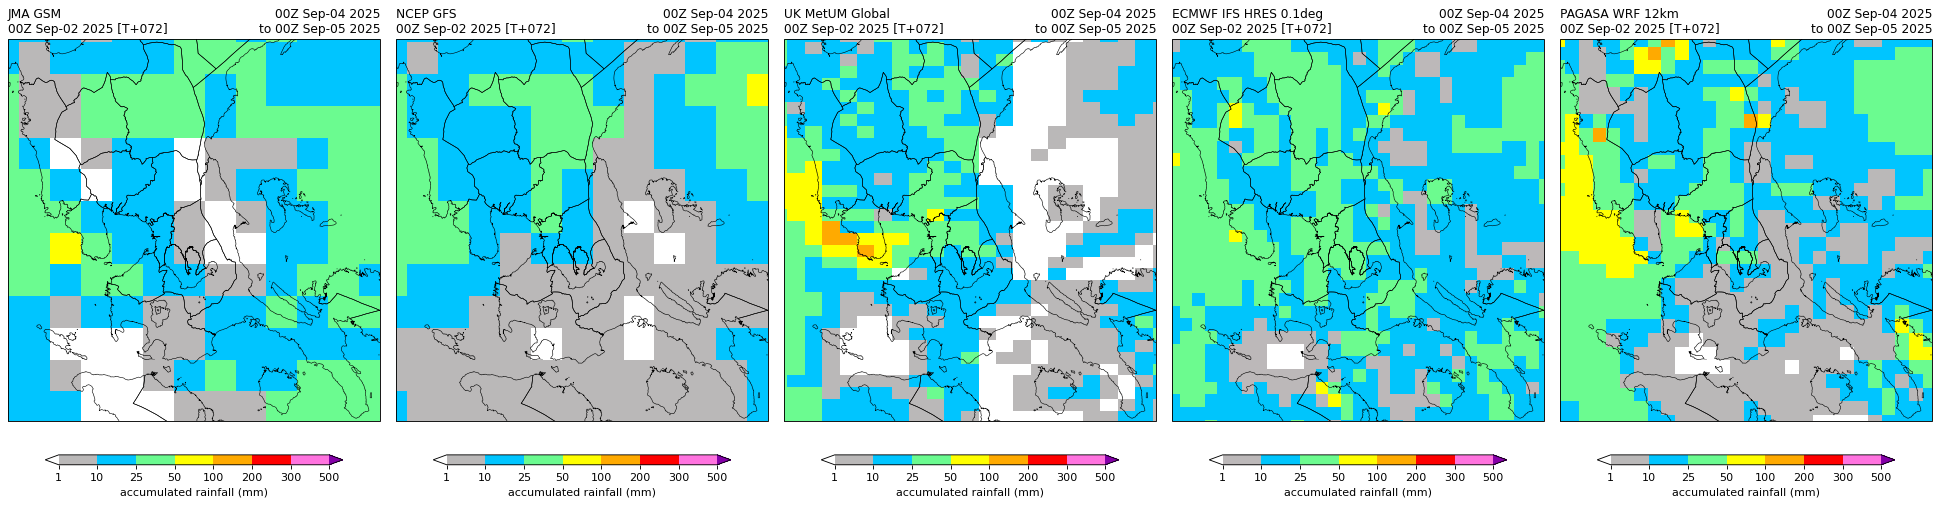 JMA GSM 00Z Sep-04 2025
00Z Sep-02 2025 [T+072] to 00Z Sep-05 2025
1 10 25 50 100 200 300 500
accumulated rainfall (mm)
NCEP GFS 00Z Sep-04 2025
00Z Sep-02 2025 [T+072] to 00Z Sep-05 2025
1 10 25 50 100 200 300 500
accumulated rainfall (mm)
UK MetUM Global 00Z Sep-04 2025
00Z Sep-02 2025 [T+072] to 00Z Sep-05 2025
1 10 25 50 100 200 300 500
accumulated rainfall (mm)
ECMWF IFS HRES 0.1deg 00Z Sep-04 2025
00Z Sep-02 2025 [T+072] to 00Z Sep-05 2025
1 10 25 50 100 200 300 500
accumulated rainfall (mm)
PAGASA WRF 12km 00Z Sep-04 2025
00Z Sep-02 2025 [T+072] to 00Z Sep-05 2025
1 10 25 50 100 200 300 500
accumulated rainfall (mm)